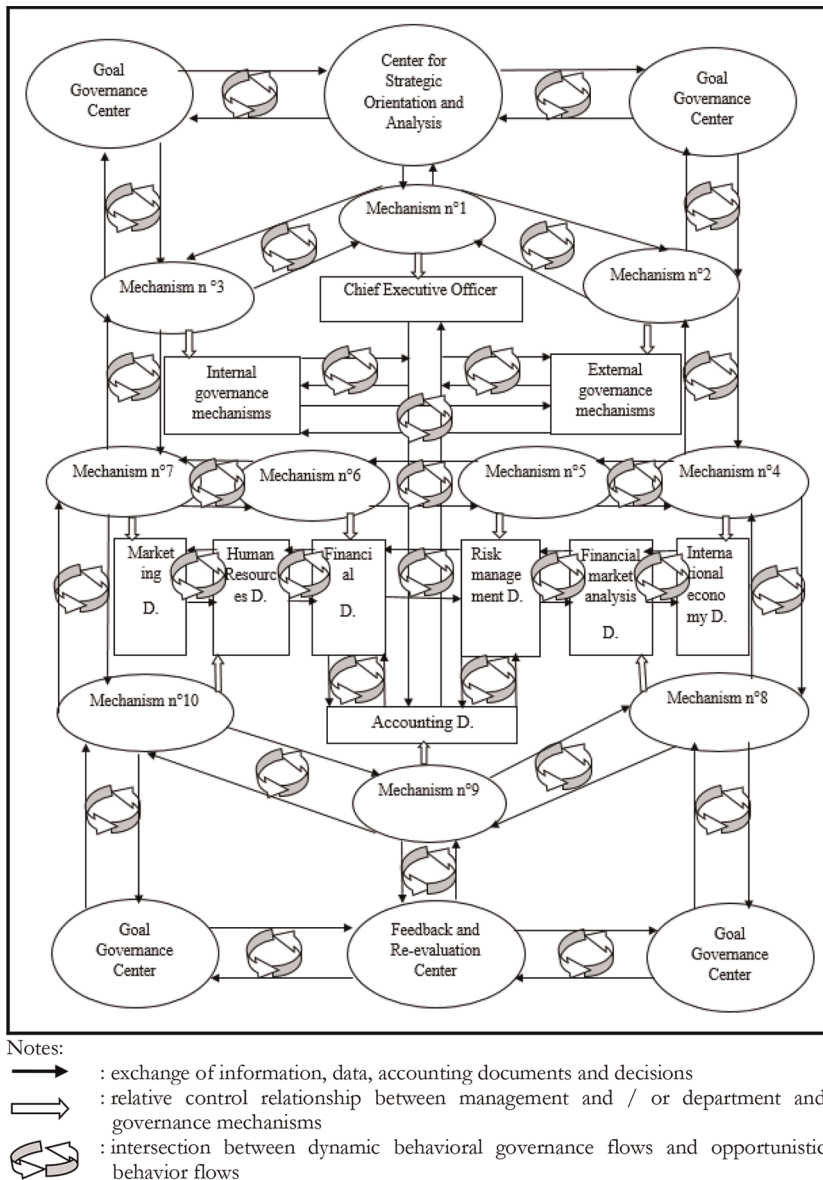 Goal
Governance
Center
Center for
Strategic
Orientation and
Analysis
Goal
Governance
Center
Mechanism n°1
Mechanism n °3
Mechanism n°2
Chief Executive Officer
Internal
governance
mechanisms
External
governance
mechanisms
Mechanism n°7
Mechanism n°6
Mechanism n°5
Mechanism n°4
Market
ing
D.
Human
Resourc
es D.
Financi
al
D.
Risk
manage
ment D.
Financial
market
analysis
D.
Interna
tional
econo
my D.
Mechanism n°10
Mechanism n°8
Accounting D.
Mechanism n°9
Goal
Governance
Center
Feedback and
Re-evaluation
Center
Goal
Governance
Center
Notes:
: exchange of information, data, accounting documents and decisions
: relative control relationship between management and / or department and
governance mechanisms
: intersection between dynamic behavioral governance flows and opportunistic
behavior flows